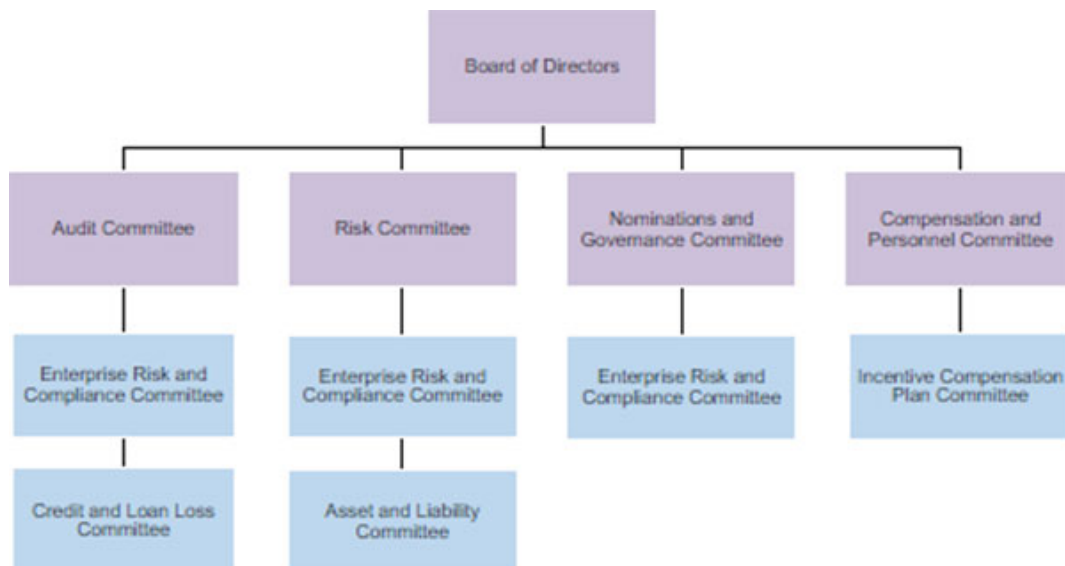 Board of Directors
Audit Committee
Risk Committee
Nominations and
Governance Committee
Compensation and
Personnel Committee
Enterprise Risk and
Compliance Committee
Enterprise Risk and
Compliance Committee
Enterprise Risk and
Compliance Committee
Incentive Compensation
Plan Committee
Credit and Loan Loss
Committee
Asset and Liability
Committee